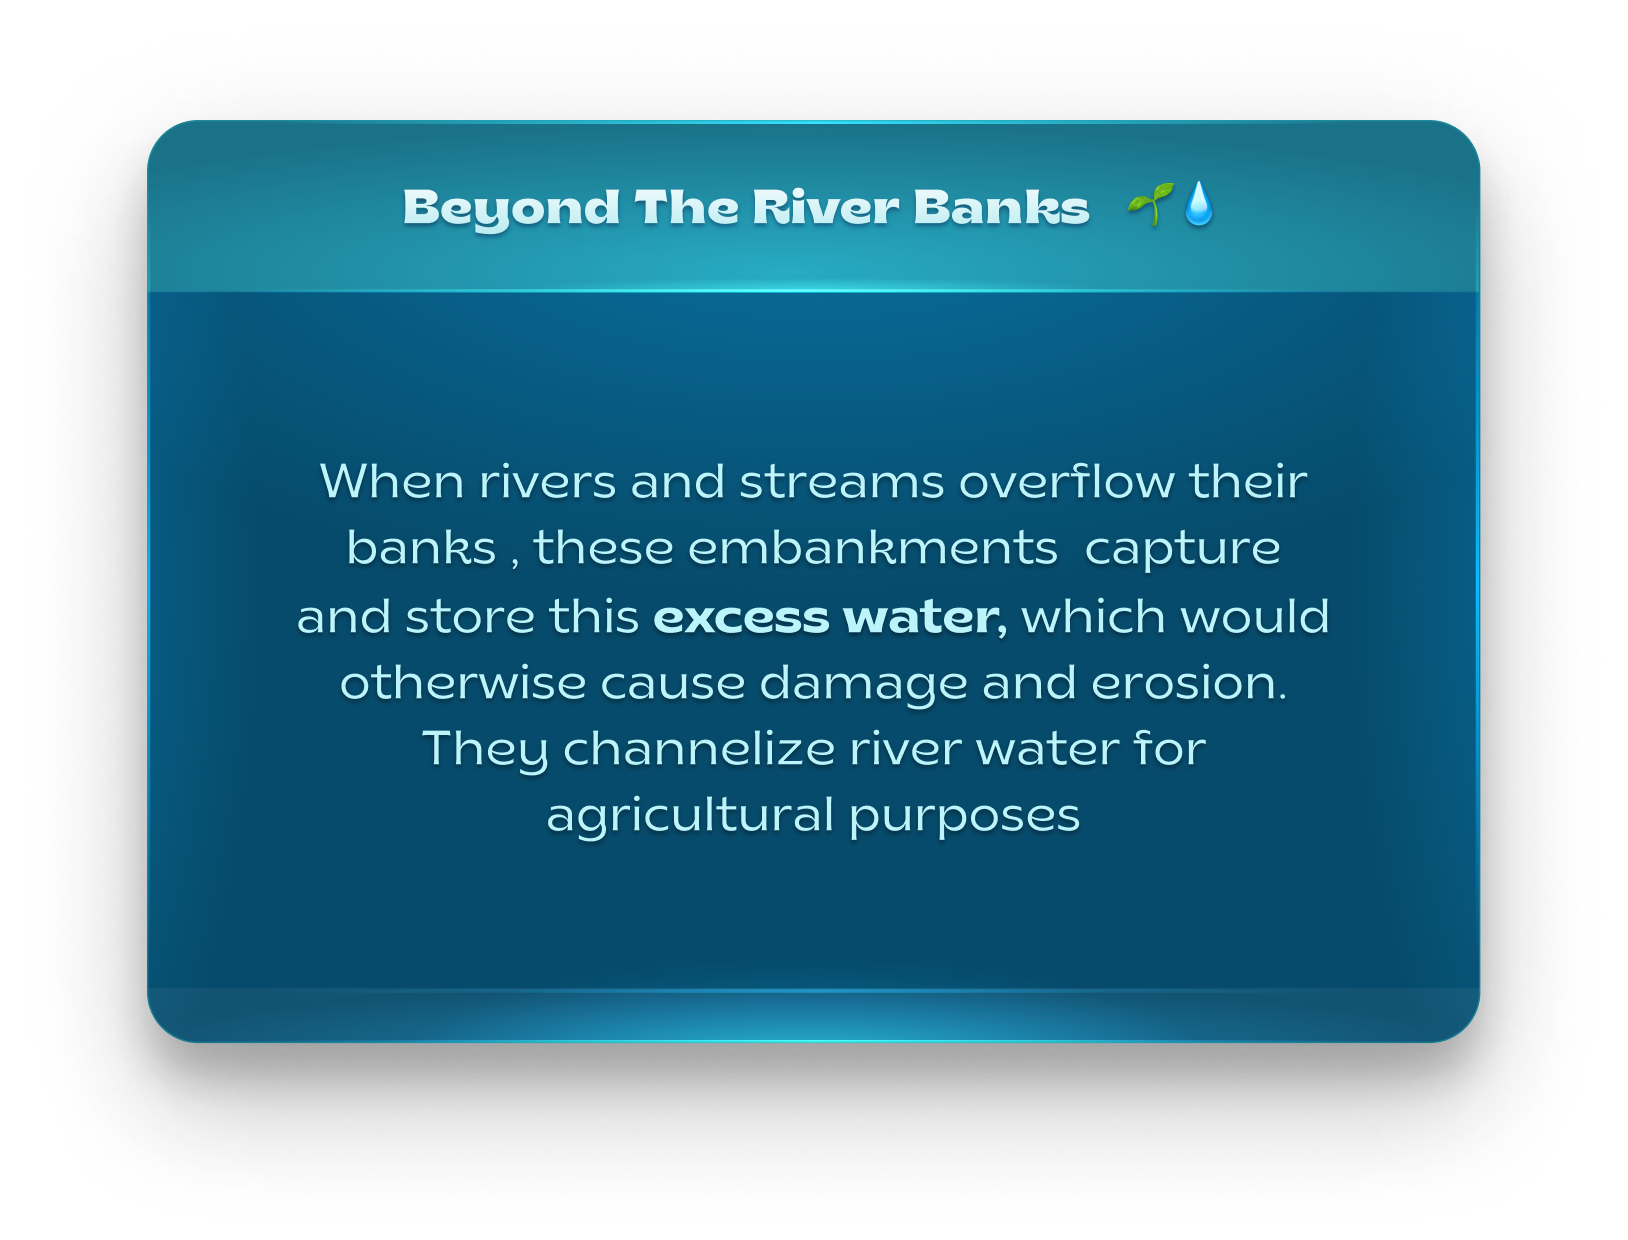 Beyond The River Banks 🌱💧
When rivers and streams overflow their
banks , these embankments  capture
and store this excess water, which would
otherwise cause damage and erosion.
They channelize river water for
agricultural purposes